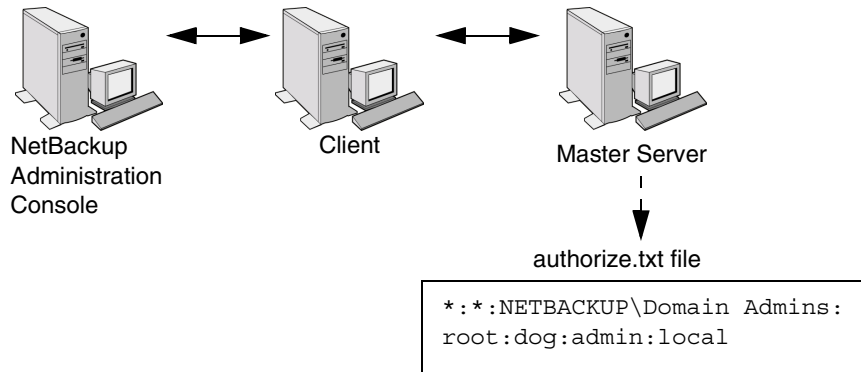 NetBackup
Administration
Console
Client
Master Server
authorize.txt file
*:*:NETBACKUP\Domain Admins:
root:dog:admin:local